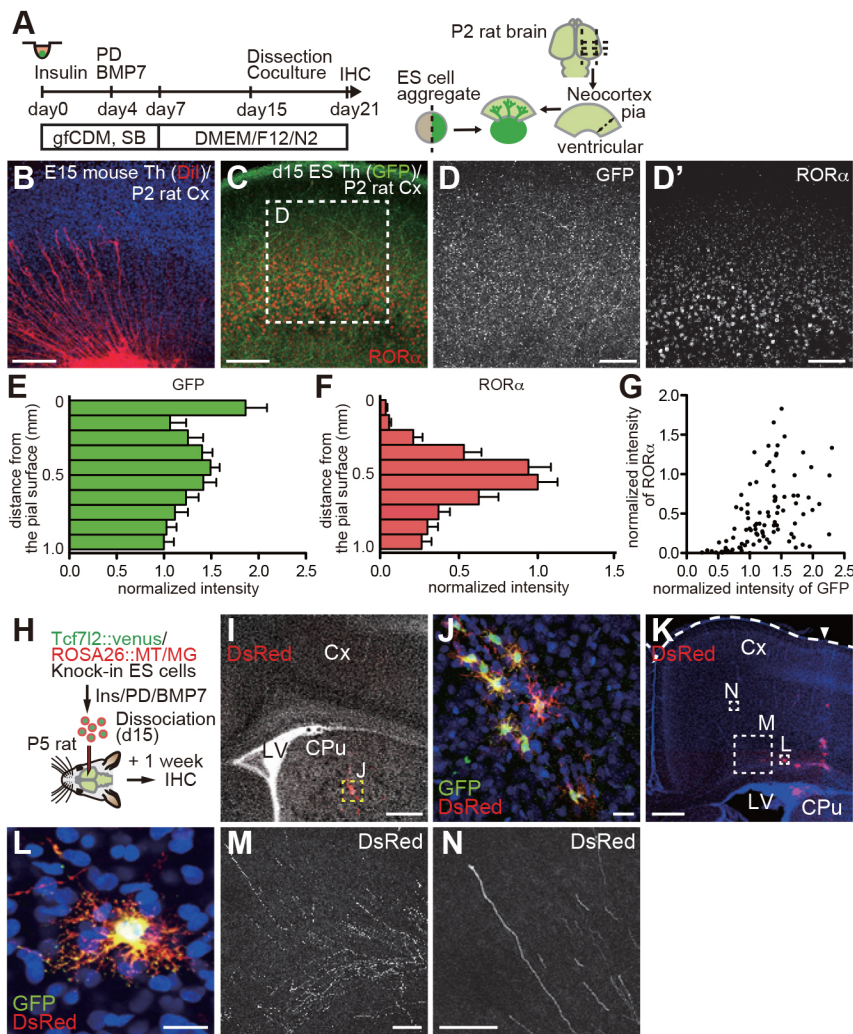 A
Insulin
PD
BMP7
Dissection
Coculture
IHC
day0
day4
day7
day15
day21
gfCDM, SB
DMEM/F12/N2
P2 rat brain
ES cell
aggregate
Neocortex
pia
ventricular
B
E15 mouse Th (DiI)/
P2 rat Cx
C
d15 ES Th (GFP)/
P2 rat Cx
D
RORα
D
GFP
D’
RORα
E
GFP
0
0.5
1.0
distance from
the pial surface (mm)
0.0
0.5
1.0
1.5
2.0
2.5
normalized intensity
F
RORα
0
0.5
1.0
distance from
the pial surface (mm)
0.0
0.5
1.0
1.5
normalized intensity
G
2.0
1.5
1.0
0.5
0.0
normalized intensity
of RORα
0.0
0.5
1.0
1.5
2.0
2.5
normalized intensity of GFP
H
Tcf7l2::venus/
ROSA26::MT/MG
Knock-in ES cells
Ins/PD/BMP7
Dissociation
(d15)
P5 rat
+ 1 week
IHC
I
DsRed
Cx
LV
CPu
J
J
GFP
DsRed
K
DsRed
Cx
N
M
L
LV
CPu
L
GFP
DsRed
M
DsRed
N
DsRed